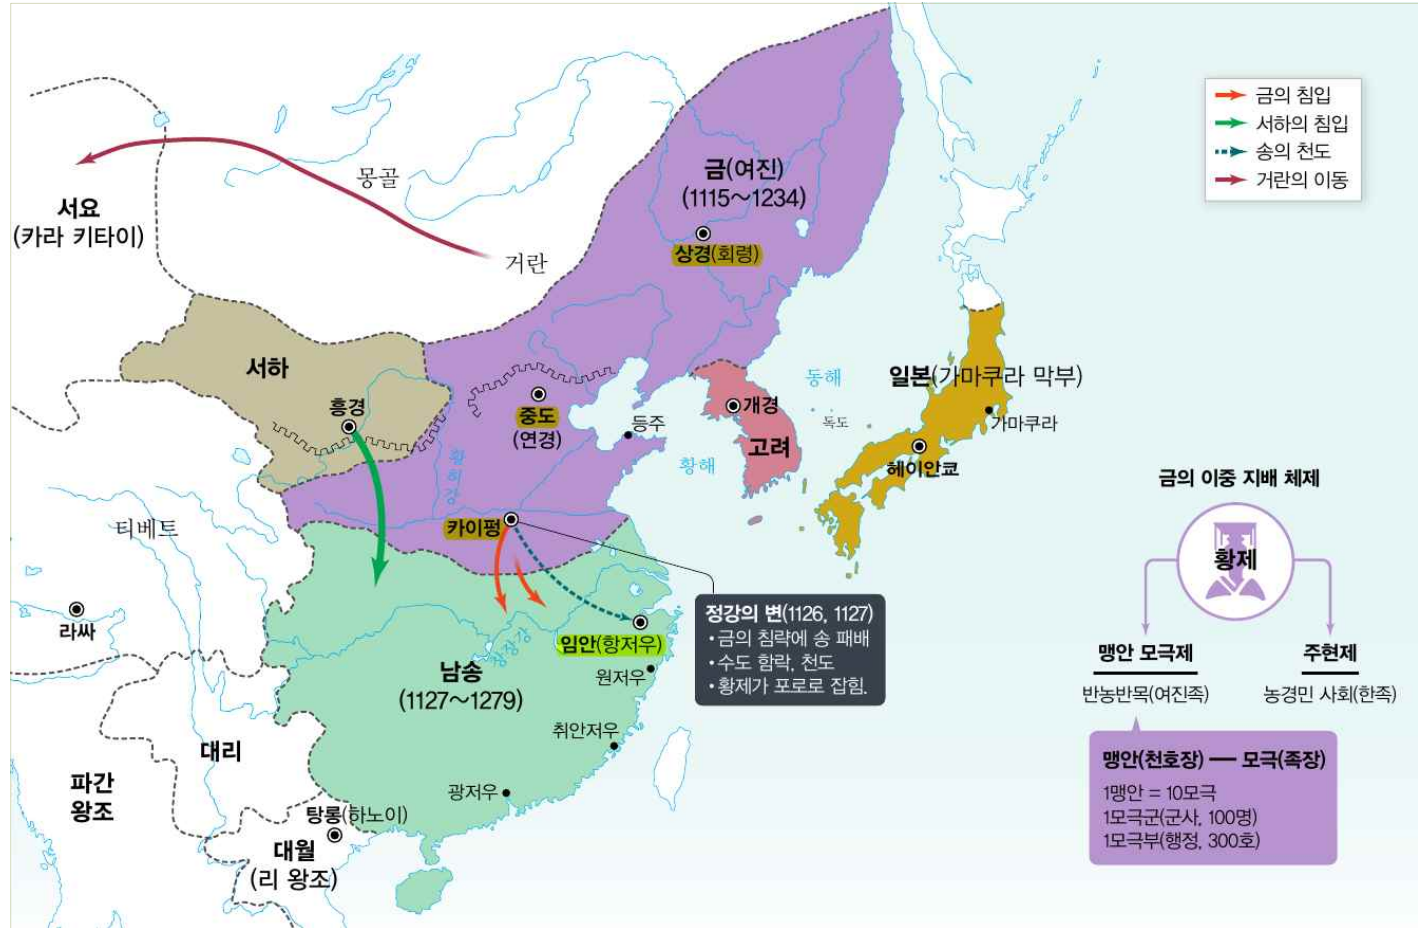 금의 침입
서하의 침입
송의 천도
거란의 이동
몽골
금(여진)
(1115～1234)
서요
(카라 키타이)
상경(회령)
거란
서하
동해
일본(가마쿠라 막부)
흥경
중도
(연경)
개경
등주
독도
가마쿠라
고려
황해
황허강
헤이안쿄
티베트
카이펑
금의 이중 지배 체제
황제
라싸
정강의 변(1126, 1127)
• 금의 침략에 송 패배
• 수도 함락, 천도
• 황제가 포로로 잡힘.
임안(항저우)
창장강
남송
(1127～1279)
원저우
맹안 모극제
주현제
반농반목(여진족)
농경민 사회(한족)
취안저우
대리
파간
왕조
광저우
탕롱(하노이)
대월
(리 왕조)
맹안(천호장) ― 모극(족장)
1맹안 = 10모극
1모극군(군사, 100명)
1모극부(행정, 300호)